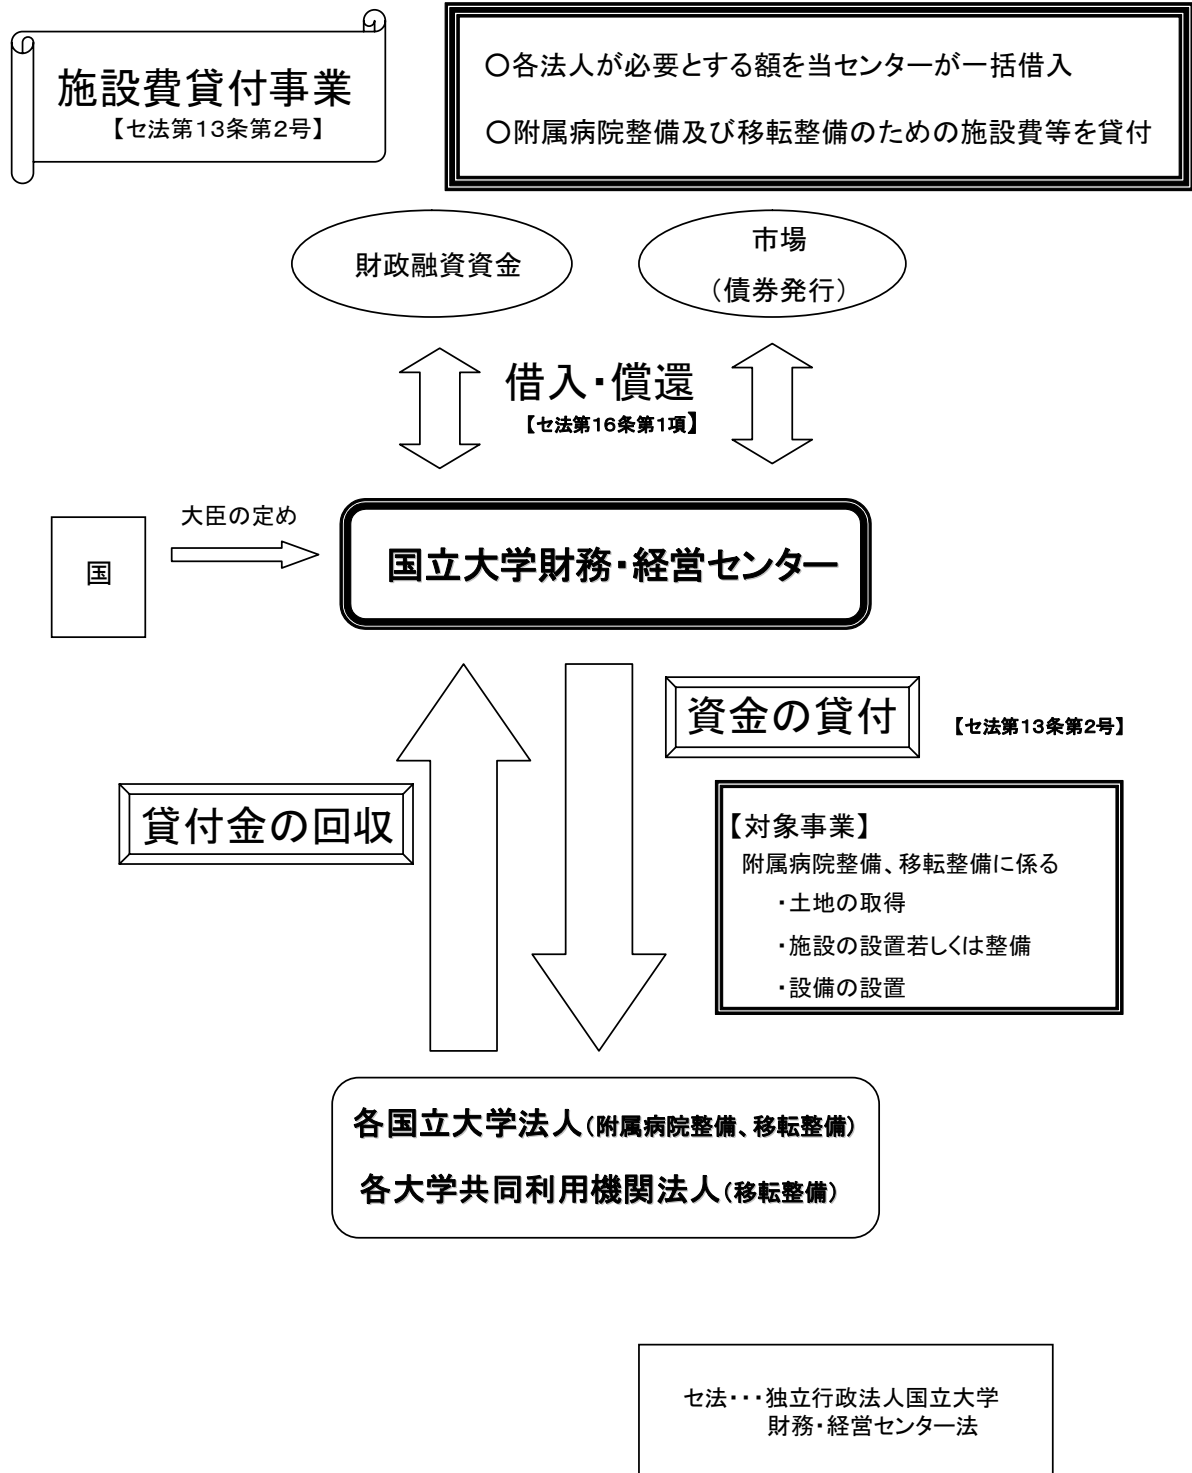 施設費貸付事業
【セ法第13条第2号】
〇各法人が必要とする額を当センターが一括借入
〇附属病院整備及び移転整備のための施設費等を貸付
財政融資資金
市場
（債券発行）
借入・償還
【セ法第16条第1項】
大臣の定め
国
国立大学財務・経営センター
資金の貸付
【セ法第13条第2号】
貸付金の回収
【対象事業】
附属病院整備、移転整備に係る
・土地の取得
・施設の設置若しくは整備
・設備の設置
各国立大学法人（附属病院整備、移転整備）
各大学共同利用機関法人（移転整備）
セ法・・・独立行政法人国立大学
財務・経営センター法